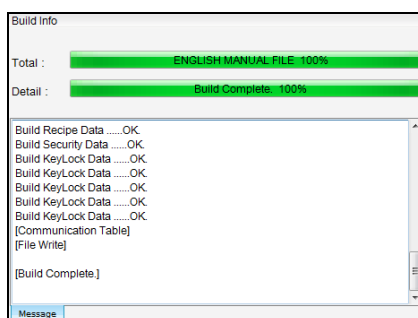 Build Info
Total : ENGLISH MANUAL FILE 100%
Detail : Build Complete. 100%
Build Recipe Data ......OK.
Build Security Data ......OK.
Build KeyLock Data ......OK.
Build KeyLock Data ......OK.
Build KeyLock Data ......OK.
Build KeyLock Data ......OK.
Build KeyLock Data ......OK.
[Communication Table]
[File Write]
[Build Complete.]
Message